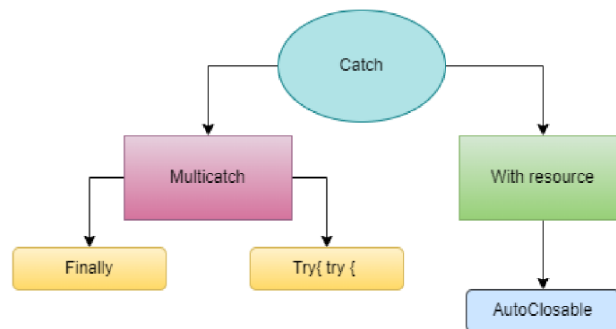 Catch
Multicatch
With resource
Finally
Try{ try {
AutoClosable